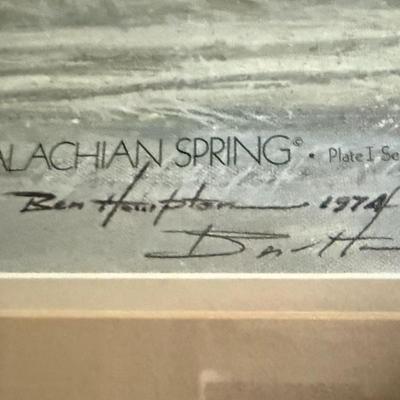 ALACHIAN SPRING© • Plate I Se
Ben Hampton 1974